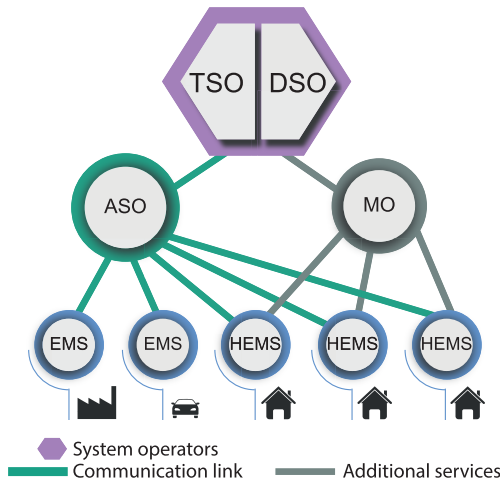 TSO DSO
ASO MO
EMS EMS HEMS HEMS HEMS
System operators
Communication link Additional services